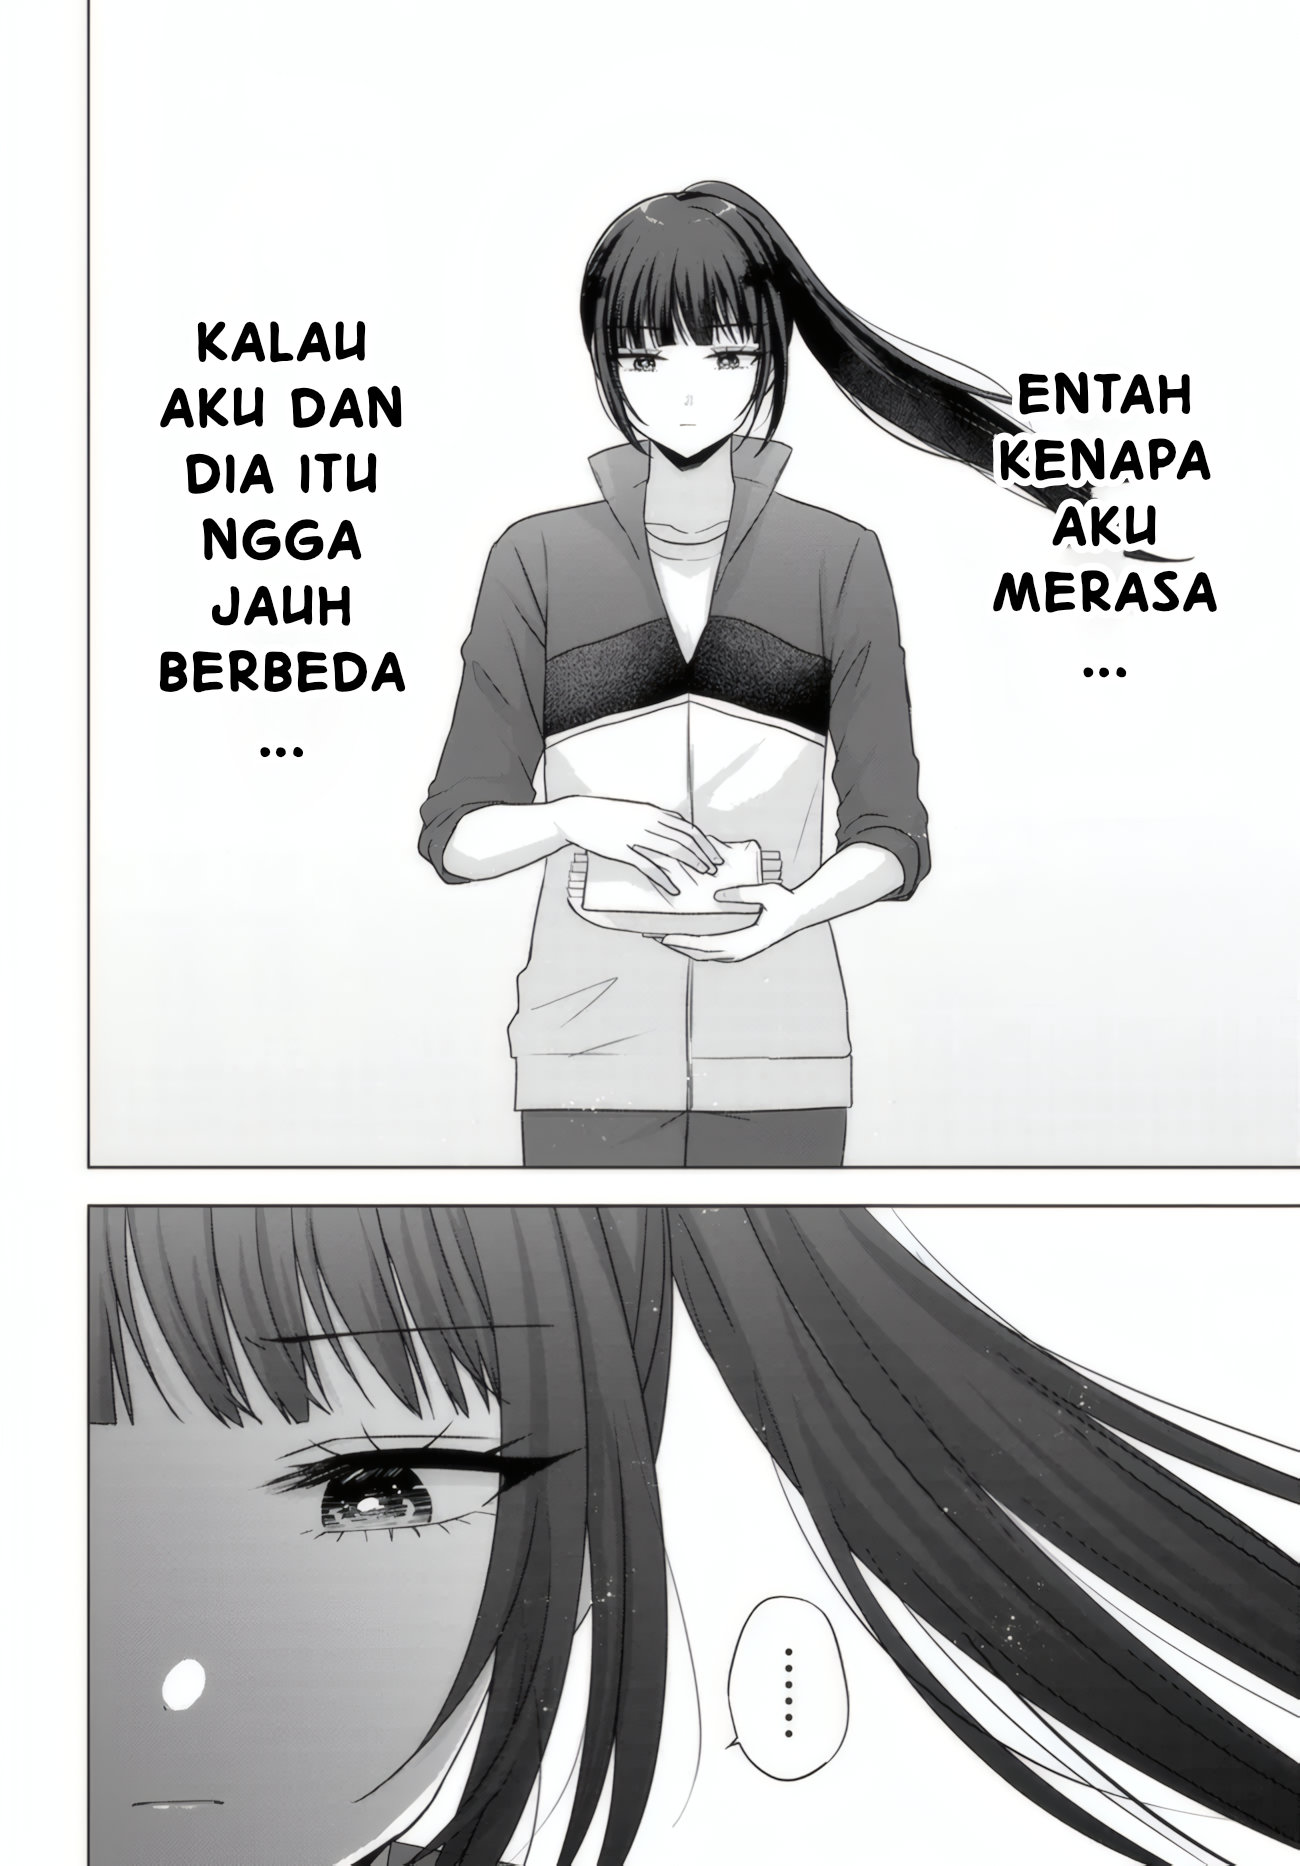 ENTAH
KENAPA
AKU
MERASA
...
KALAU
AKU DAN
DIA ITU
NGGA
JAUH
BERBEDA
...
.......